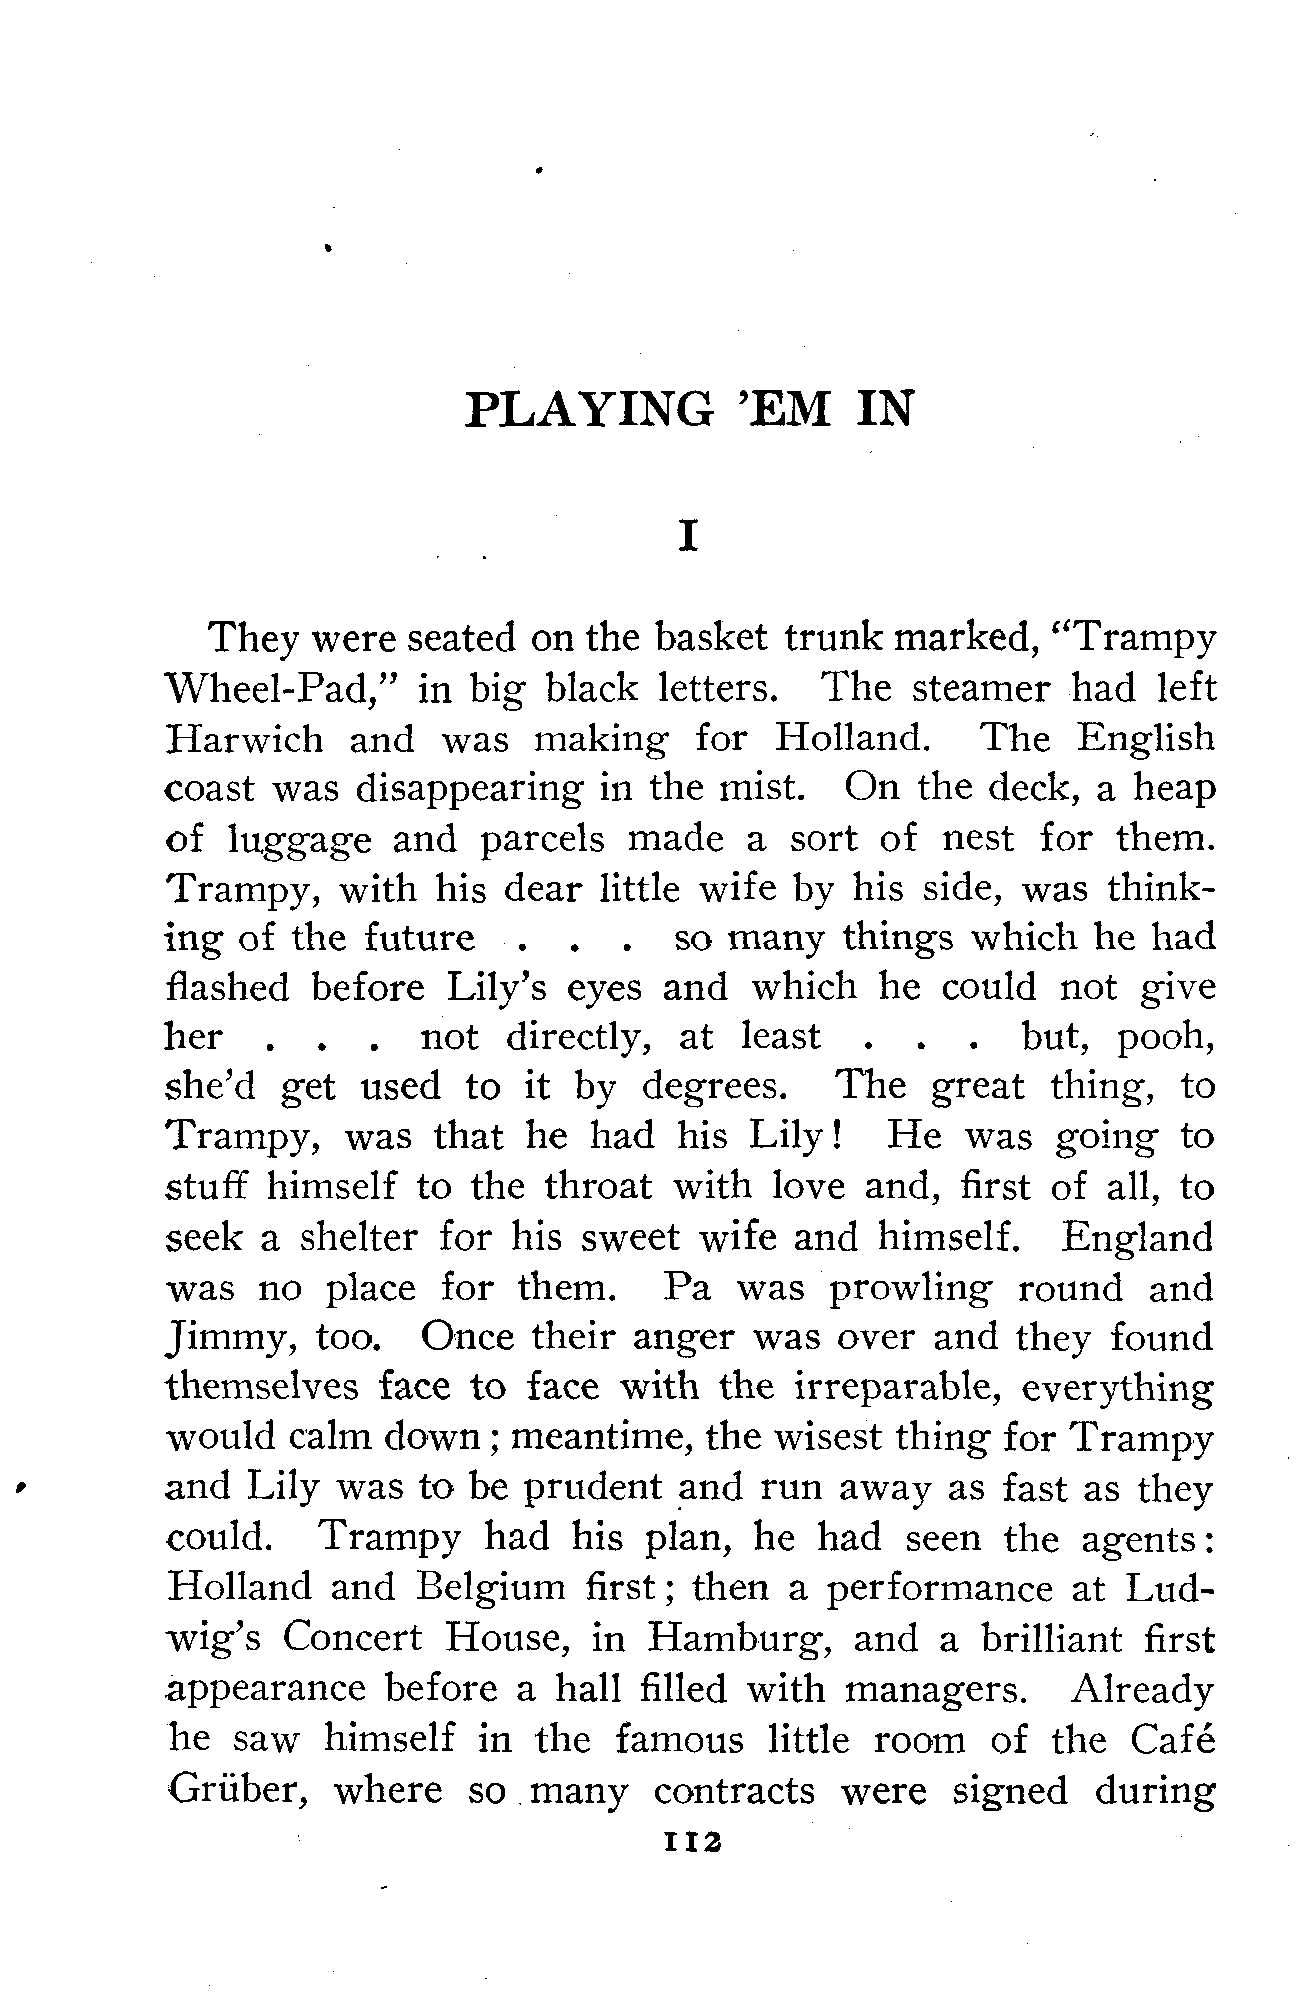 PLAYING 'EM IN
I
They were seated on the basket trunk marked, “Trampy
Wheel-Pad,” in big black letters. The steamer had left
Harwich and was making for Holland. The English
coast was disappearing in the mist. On the deck, a heap
of luggage and parcels made a sort of nest for them.
Trampy, with his dear little wife by his side, was think-
ing of the future . . . so many things which he had
flashed before Lily’s eyes and which he could not give
her . . . not directly, at least . . . but, pooh,
she’d get used to it by degrees. The great thing, to
Trampy, was that he had his Lily! He was going to
stuff himself to the throat with love and, first of all, to
seek a shelter for his sweet wife and himself. England
was no place for them. Pa was prowling round and
Jimmy, too. Once their anger was over and they found
themselves face to face with the irreparable, everything
would calm down; meantime, the wisest thing for Trampy
and Lily was to be prudent and run away as fast as they
could. Trampy had his plan, he had seen the agents:
Holland and Belgium first; then a performance at Lud-
wig’s Concert House, in Hamburg, and a brilliant first
appearance before a hall filled with managers. Already
he saw himself in the famous little room of the Café
Grüber, where so many contracts were signed during
112